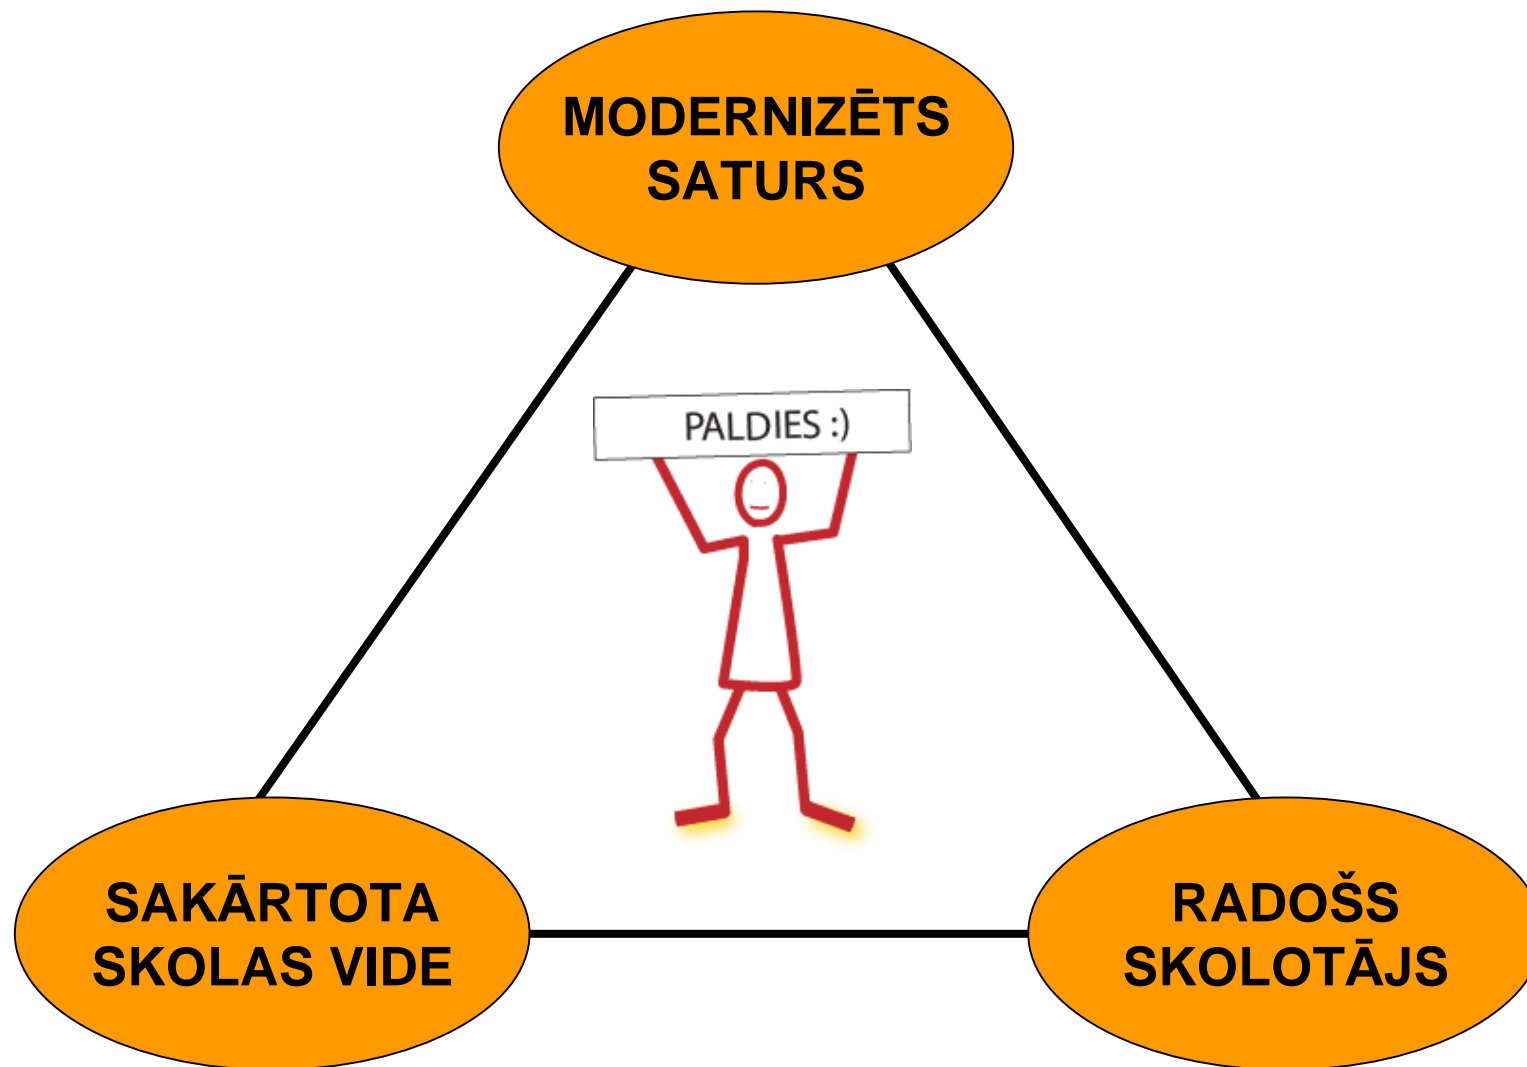 MODERNIZĒTS
SATURS
PALDIES :)
SAKĀRTOTA
SKOLAS VIDE
RADOŠS
SKOLOTĀJS